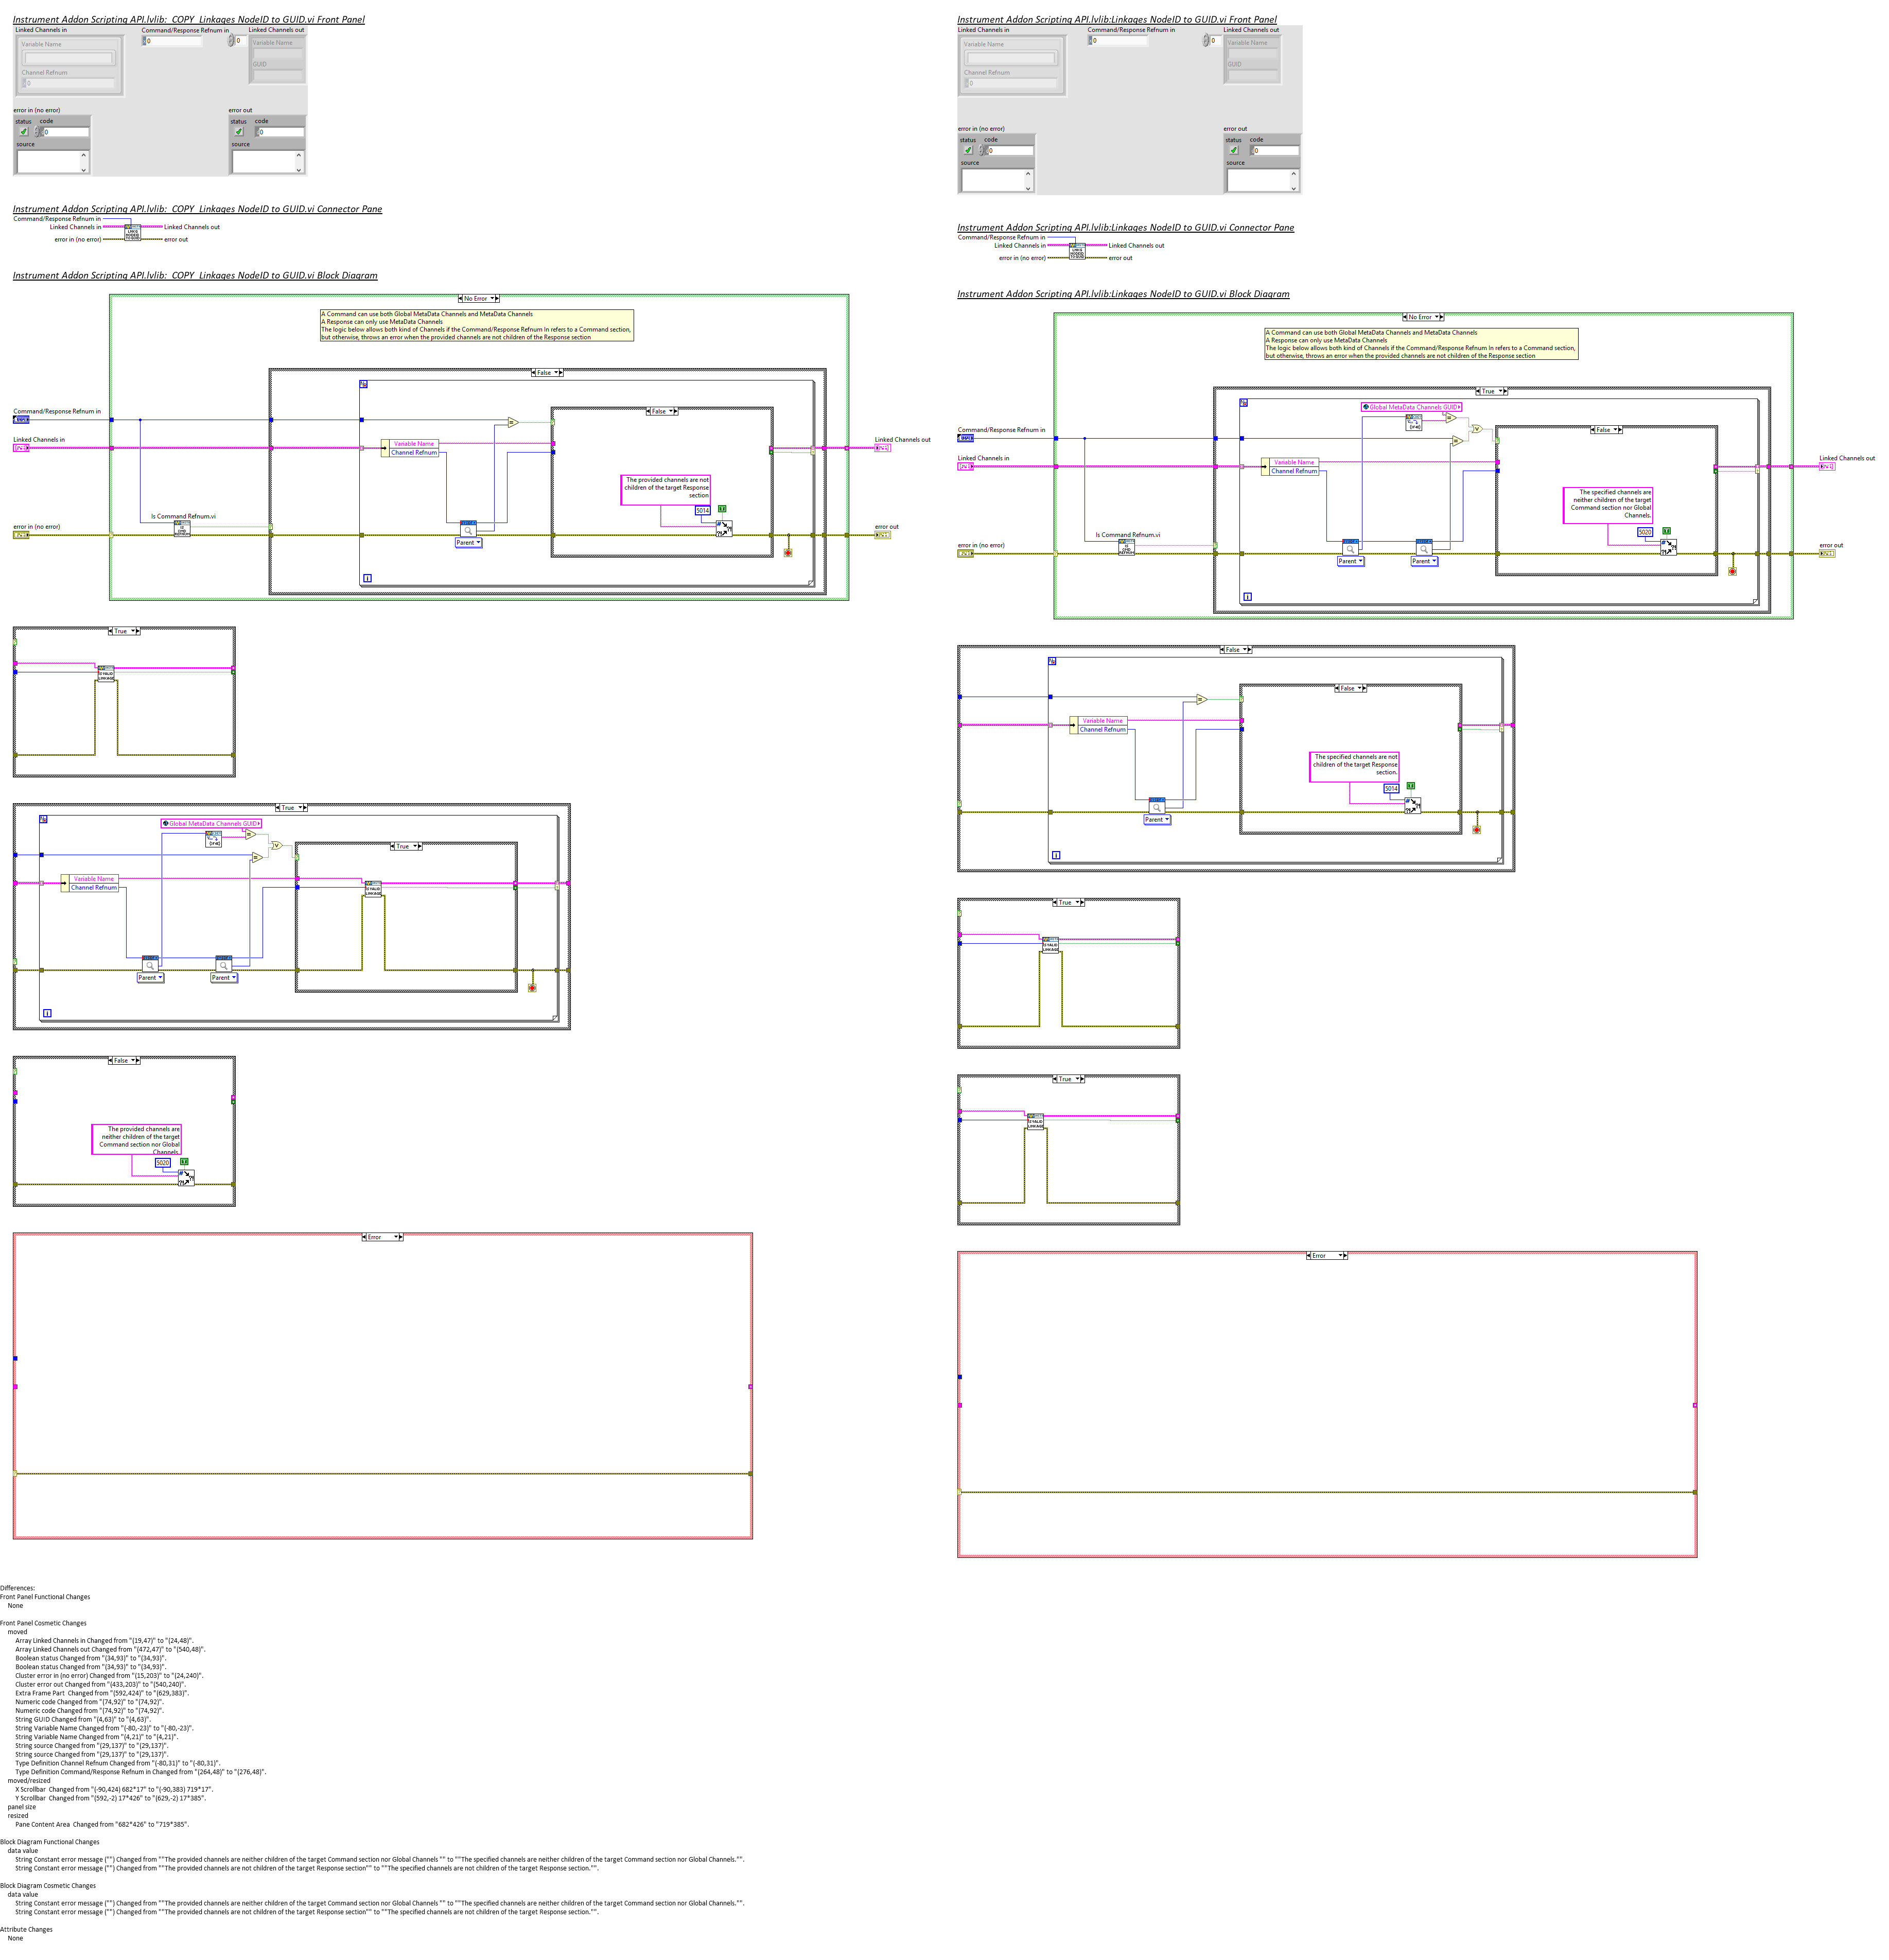 Instrument Addon Scripting API.lvlib:_COPY_Linkages NodeID to GUID.vi Front Panel
Linked Channels in
Command/Response Refnum in
Linked Channels out
Variable Name
Channel Refnum
0
0
0
Variable Name
GUID
error in (no error)
status code
0
source
error out
status code
0
source
Instrument Addon Scripting API.lvlib:_COPY_Linkages NodeID to GUID.vi Connector Pane
Command/Response Refnum in
Linked Channels in
Linked Channels out
error in (no error)
error out
Instrument Addon Scripting API.lvlib:_COPY_Linkages NodeID to GUID.vi Block Diagram
No Error
A Command can use both Global MetaData Channels and MetaData Channels
A Response can only use MetaData Channels
The logic below allows both kind of Channels if the Command/Response Refnum In refers to a Command section,
but otherwise, throws an error when the provided channels are not children of the Response section
False
False
Command/Response Refnum in
Linked Channels in
Variable Name
Channel Refnum
Linked Channels out
The provided channels are not
children of the target Response
section
5014
Is Command Refnum.vi
error in (no error)
Parent
error out
i
True
True
Global MetaData Channels GUID
True
Variable Name
Channel Refnum
Parent
Parent
i
False
The provided channels are
neither children of the target
Command section nor Global
Channels
5020
Error
Instrument Addon Scripting API.lvlib:Linkages NodeID to GUID.vi Front Panel
Linked Channels in
Command/Response Refnum in
Linked Channels out
Variable Name
Channel Refnum
0
0
0
Variable Name
GUID
error in (no error)
status code
0
source
error out
status code
0
source
Instrument Addon Scripting API.lvlib:Linkages NodeID to GUID.vi Connector Pane
Command/Response Refnum in
Linked Channels in
Linked Channels out
error in (no error)
error out
Instrument Addon Scripting API.lvlib:Linkages NodeID to GUID.vi Block Diagram
No Error
A Command can use both Global MetaData Channels and MetaData Channels
A Response can only use MetaData Channels
The logic below allows both kind of Channels if the Command/Response Refnum In refers to a Command section,
but otherwise, throws an error when the provided channels are not children of the Response section
True
Global MetaData Channels GUID
False
Command/Response Refnum in
Linked Channels in
Variable Name
Channel Refnum
Linked Channels out
The specified channels are
neither children of the target
Command section nor Global
Channels.
5020
Is Command Refnum.vi
error in (no error)
Parent
Parent
error out
i
False
False
Variable Name
Channel Refnum
The specified channels are not
children of the target Response
section.
5014
Parent
i
True
True
Error
Differences:
Front Panel Functional Changes
None
Front Panel Cosmetic Changes
moved
Array Linked Channels in Changed from "(19,47)" to "(24,48)".
Array Linked Channels out Changed from "(472,47)" to "(540,48)".
Boolean status Changed from "(34,93)" to "(34,93)".
Boolean status Changed from "(34,93)" to "(34,93)".
Cluster error in (no error) Changed from "(15,203)" to "(24,240)".
Cluster error out Changed from "(433,203)" to "(540,240)".
Extra Frame Part  Changed from "(592,424)" to "(629,383)".
Numeric code Changed from "(74,92)" to "(74,92)".
Numeric code Changed from "(74,92)" to "(74,92)".
String GUID Changed from "(4,63)" to "(4,63)".
String Variable Name Changed from "(-80,-23)" to "(-80,-23)".
String Variable Name Changed from "(4,21)" to "(4,21)".
String source Changed from "(29,137)" to "(29,137)".
String source Changed from "(29,137)" to "(29,137)".
Type Definition Channel Refnum Changed from "(-80,31)" to "(-80,31)".
Type Definition Command/Response Refnum in Changed from "(264,48)" to "(276,48)".
moved/resized
X Scrollbar  Changed from "(-90,424) 682*17" to "(-90,383) 719*17".
Y Scrollbar  Changed from "(592,-2) 17*426" to "(629,-2) 17*385".
panel size
resized
Pane Content Area  Changed from "682*426" to "719*385".
Block Diagram Functional Changes
data value
String Constant error message ("") Changed from ""The provided channels are neither children of the target Command section nor Global Channels "" to ""The specified channels are neither children of the target Command section nor Global Channels."".
String Constant error message ("") Changed from ""The provided channels are not children of the target Response section"" to ""The specified channels are not children of the target Response section."".
Block Diagram Cosmetic Changes
data value
String Constant error message ("") Changed from ""The provided channels are neither children of the target Command section nor Global Channels "" to ""The specified channels are neither children of the target Command section nor Global Channels."".
String Constant error message ("") Changed from ""The provided channels are not children of the target Response section"" to ""The specified channels are not children of the target Response section."".
Attribute Changes
None